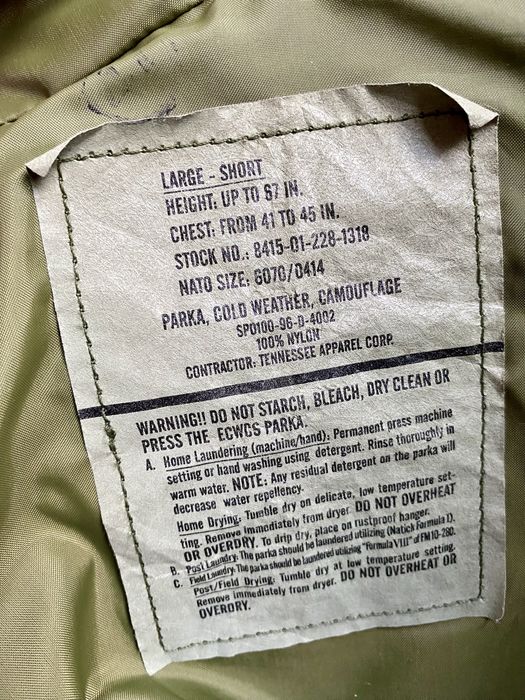 LARGE - SHORT
HEIGHT: UP TO 67 IN.
CHEST: FROM 41 TO 45 IN.
STOCK NO.: 8415-01-228-1318
NATO SIZE: 6070/0414
PARKA, COLD WEATHER, CAMOUFLAGE
SPO100-96-D-4002
100% NYLON
CONTRACTOR: TENNESSEE APPAREL CORP.
WARNING!! DO NOT STARCH, BLEACH, DRY CLEAN OR
PRESS THE ECWCS PARKA.
A. Home Laundering (machine/hand): Permanent press machine
setting or hand washing using detergent. Rinse thoroughly in
warm water. NOTE: Any residual detergent on the parka will
decrease water repellency.
Home Drying: Tumble dry on delicate, low temperature set-
ting. Remove immediately from dryer DO NOT OVERHEAT
OR OVERDRY. To drip dry, place on rustproof hanger.
B. Post Laundry: The parka should be laundered utilizing (Natick Formula I).
Field Laundry: The parka should be laundered utilizing "Formula VIII" of FM 10-280.
C. Post/Field Drying: Tumble dry at low temperature setting.
Remove immediately from dryer. DO NOT OVERHEAT OR
OVERDRY.